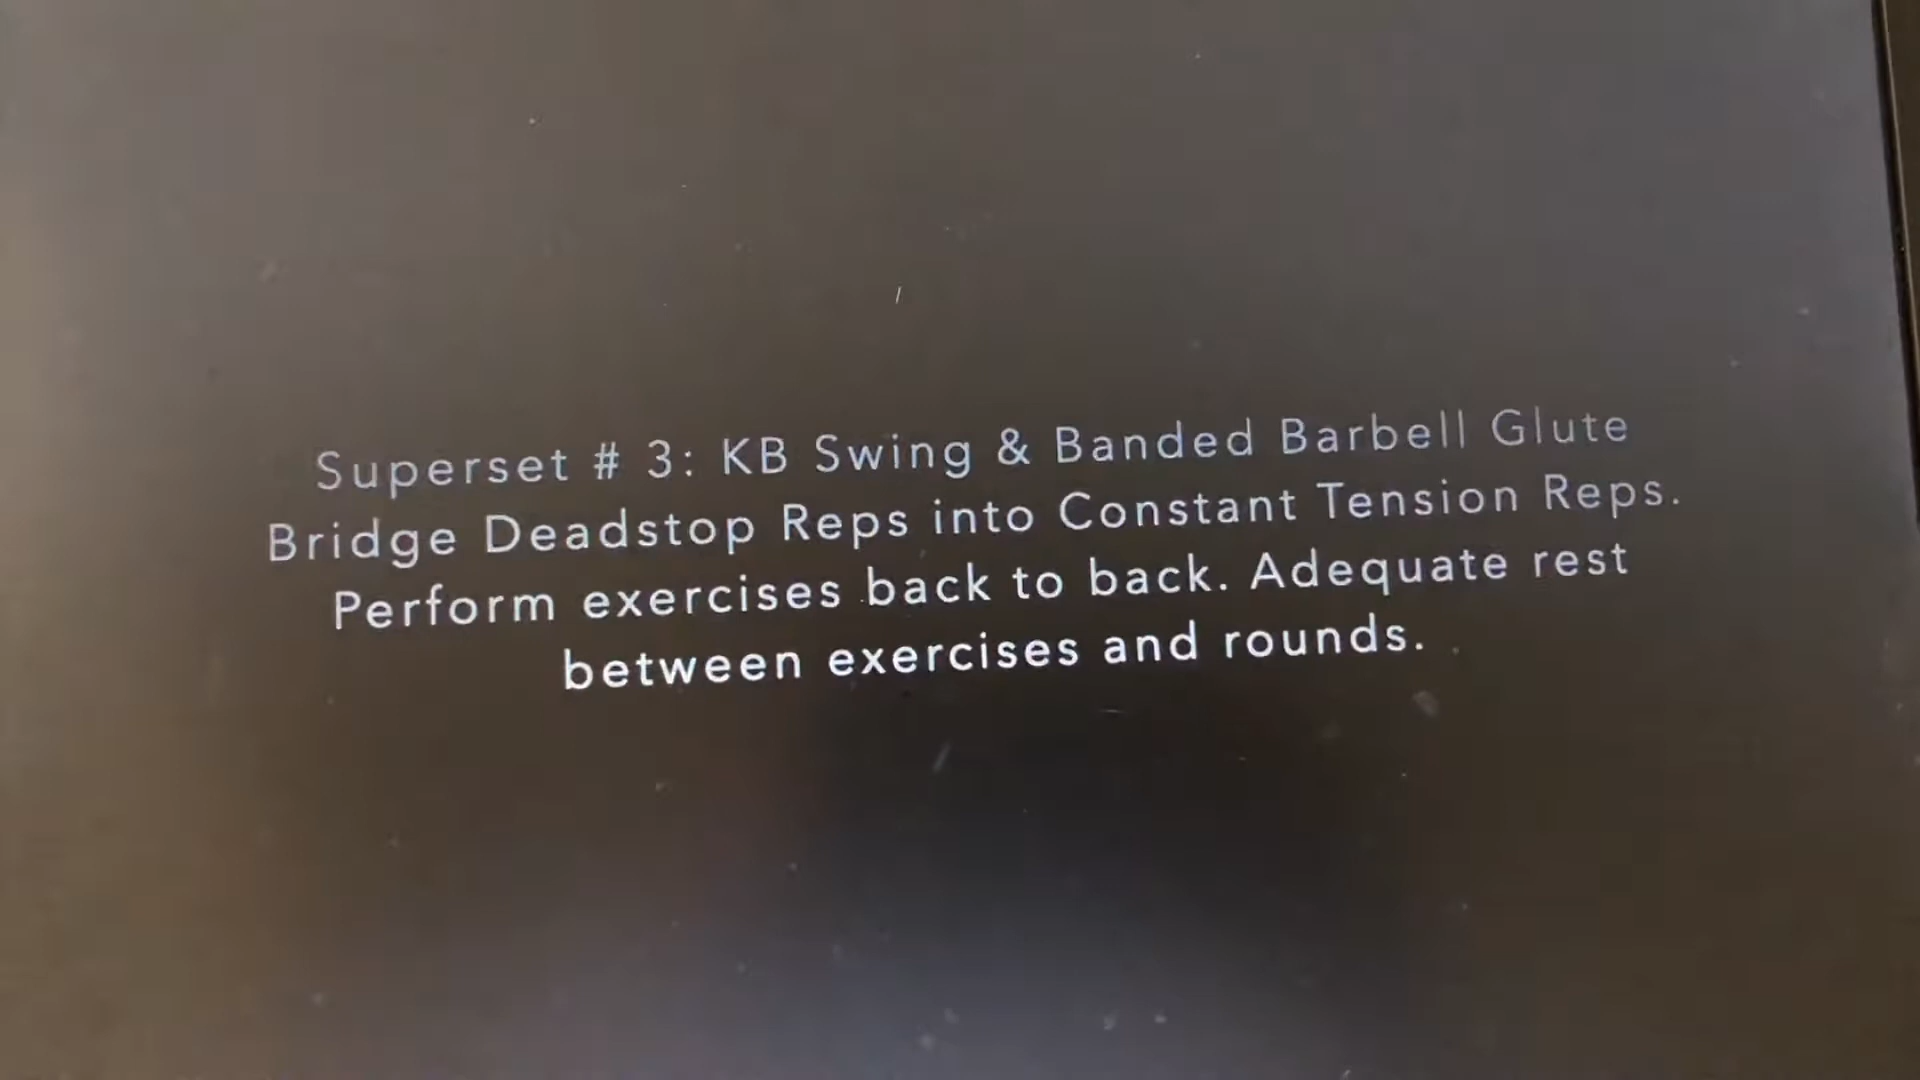 Superset # 3: KB Swing & Banded Barbell Glute
Bridge Deadstop Reps into Constant Tension Reps.
Perform exercises back to back. Adequate rest
between exercises and rounds.